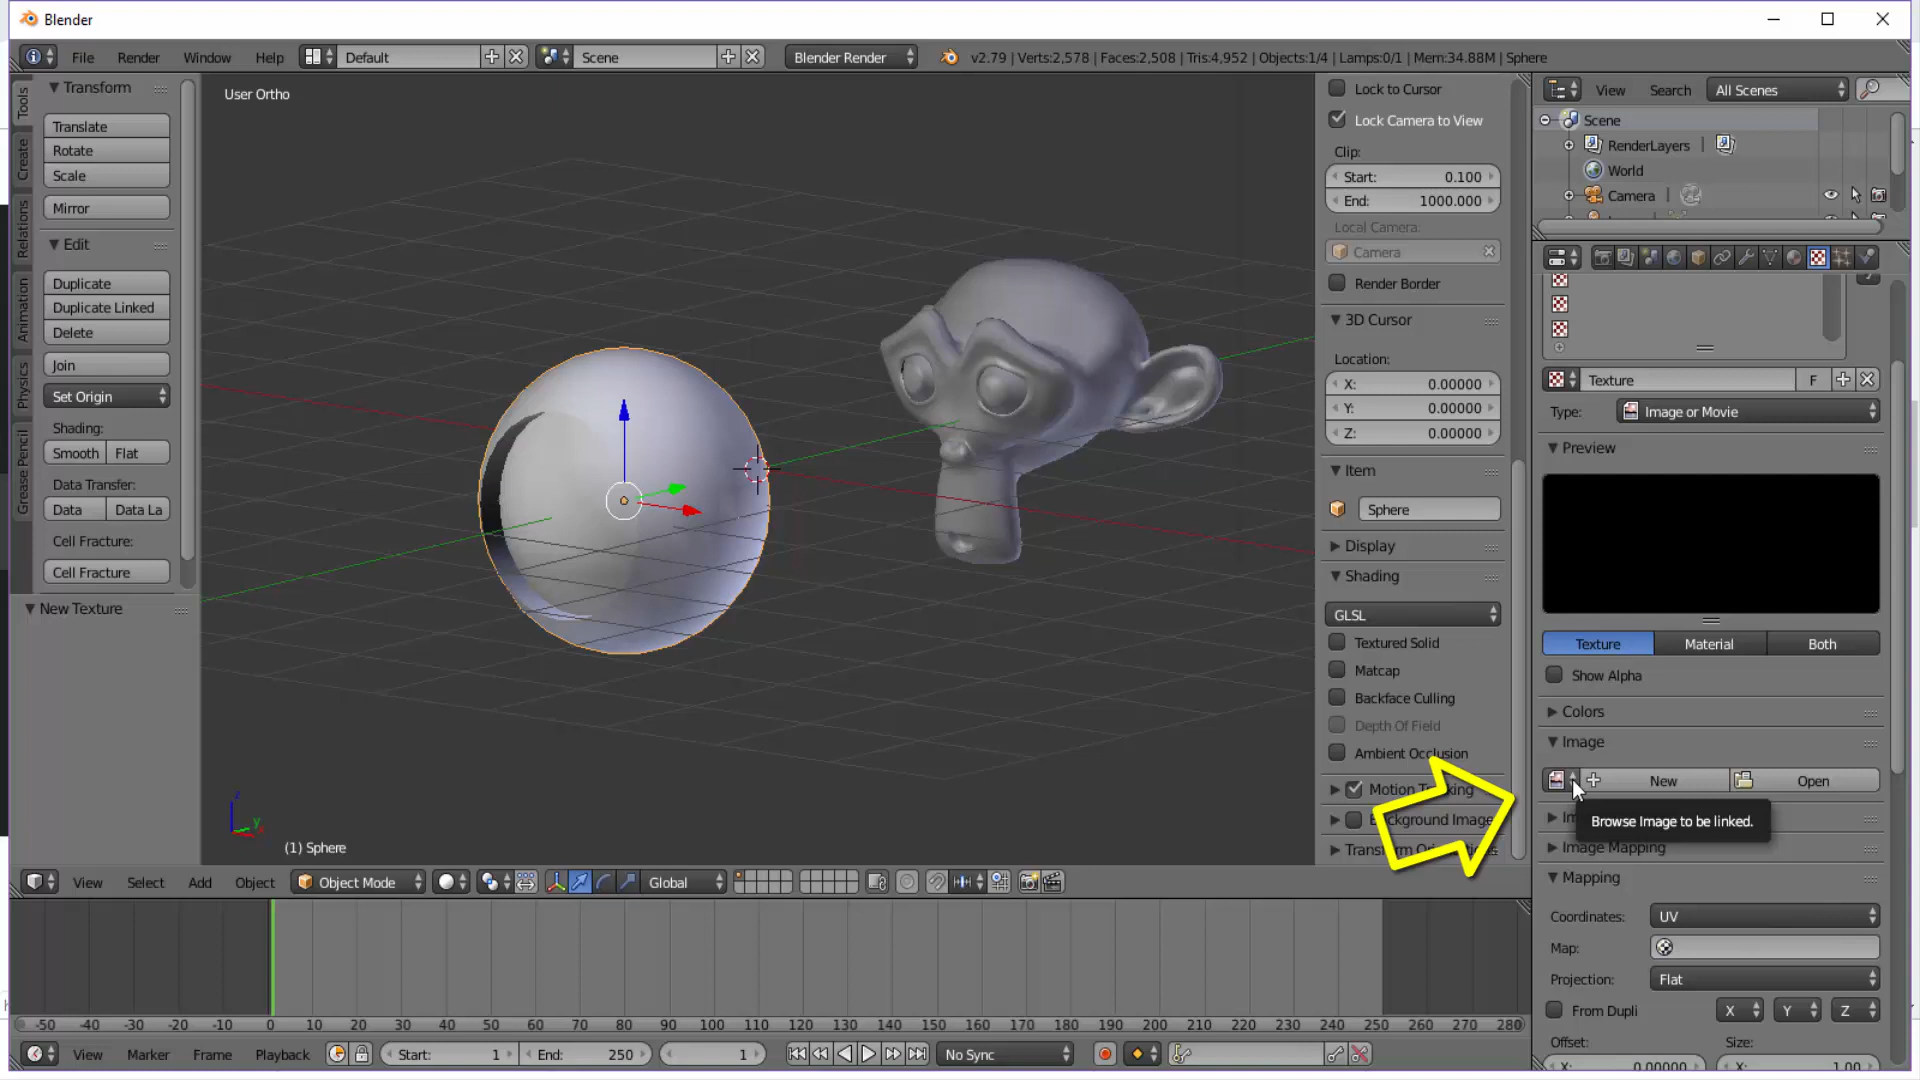 Blender
File Render Window Help Default Scene Blender Render v2.79 | Verts:2,578 | Faces:2,508 | Tris:4,952 | Objects:1/4 | Lamps:0/1 | Mem:34.88M | Sphere
Tools
Create
Relations
Animation
Physics
Grease Pencil
Transform
Translate
Rotate
Scale
Mirror
Edit
Duplicate
Duplicate Linked
Delete
Join
Set Origin
Shading:
Smooth Flat
Data Transfer:
Data Data La
Cell Fracture:
Cell Fracture
New Texture
User Ortho
z
y
x
(1) Sphere
Lock to Cursor
Lock Camera to View
Clip:
Start: 0.100
End: 1000.000
Local Camera:
Camera
Render Border
3D Cursor
Location:
X: 0.00000
Y: 0.00000
Z: 0.00000
Item
Sphere
Display
Shading
GLSL
Textured Solid
Matcap
Backface Culling
Depth Of Field
Ambient Occlusion
Motion Tracking
Background Image
View Search All Scenes
Scene
RenderLayers |
World
Camera |
Texture F
Type: Image or Movie
Preview
Texture Material Both
Show Alpha
Colors
Image
New Open
Browse Image to be linked.
Image Mapping
Mapping
Coordinates: UV
Map:
Projection: Flat
From Dupli X Y Z
Offset: Size:
X: 0.00000 X: 1.00
View Select Add Object Object Mode Global
-50 -40 -30 -20 -10 0 10 20 30 40 50 60 70 80 90 100 110 120 130 140 150 160 170 180 190 200 210 220 230 240 250 260 270 280
View Marker Frame Playback Start: 1 End: 250 1 No Sync